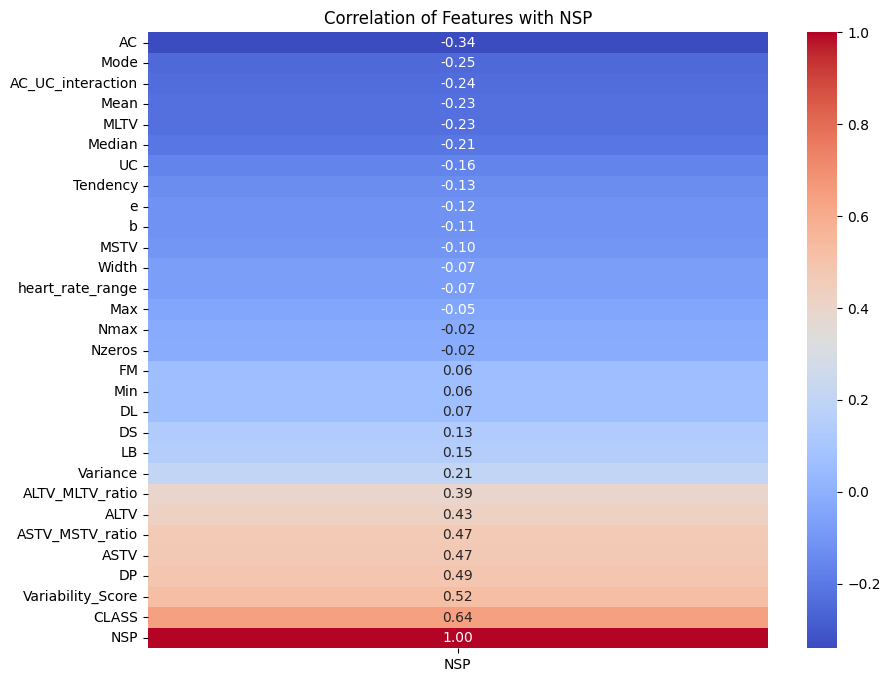 Correlation of Features with NSP
AC -0.34
Mode -0.25
AC_UC_interaction -0.24
Mean -0.23
MLTV -0.23
Median -0.21
UC -0.16
Tendency -0.13
e -0.12
b -0.11
MSTV -0.10
Width -0.07
heart_rate_range -0.07
Max -0.05
Nmax -0.02
Nzeros -0.02
FM 0.06
Min 0.06
DL 0.07
DS 0.13
LB 0.15
Variance 0.21
ALTV_MLTV_ratio 0.39
ALTV 0.43
ASTV_MSTV_ratio 0.47
ASTV 0.47
DP 0.49
Variability_Score 0.52
CLASS 0.64
NSP 1.00
NSP
1.0
0.8
0.6
0.4
0.2
0.0
−0.2